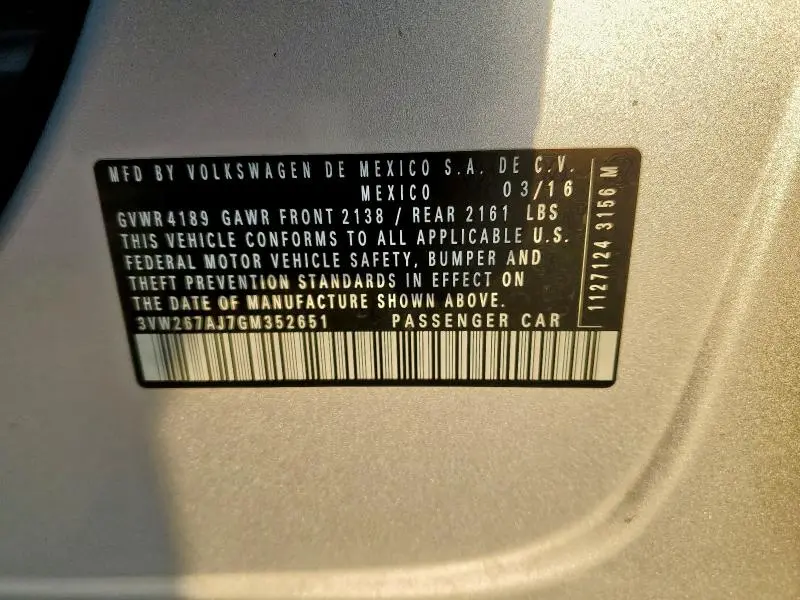 MFD BY VOLKSWAGEN DE MEXICO S.A. DE C.V.
MEXICO 03/16
GVWR 4189 GAWR FRONT 2138 / REAR 2161 LBS
THIS VEHICLE CONFORMS TO ALL APPLICABLE U.S.
FEDERAL MOTOR VEHICLE SAFETY, BUMPER AND
THEFT PREVENTION STANDARDS IN EFFECT ON
THE DATE OF MANUFACTURE SHOWN ABOVE.
3VW267AJ7GM352651 PASSENGER CAR
1127124 3156 M